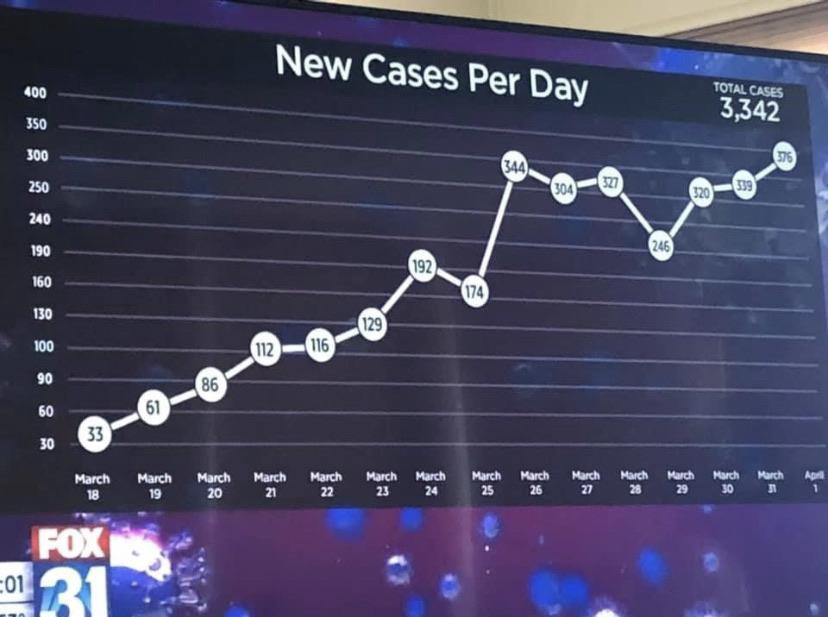 New Cases Per Day
TOTAL CASES
3,342
400
350
300
250
240
190
160
130
100
90
60
30
33
61
86
112
116
129
192
174
344
304
327
246
320
339
376
March 18
March 19
March 20
March 21
March 22
March 23
March 24
March 25
March 26
March 27
March 28
March 29
March 30
March 31
April 1
FOX
31
:01